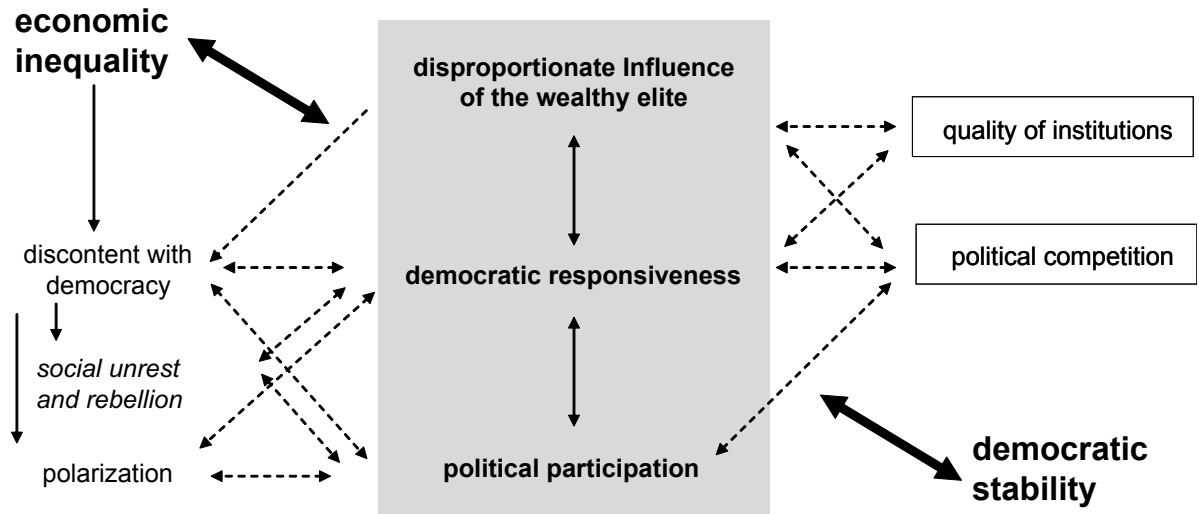 economic
inequality
disproportionate Influence
of the wealthy elite
quality of institutions
discontent with
democracy
democratic responsiveness
political competition
social unrest
and rebellion
polarization
political participation
democratic
stability